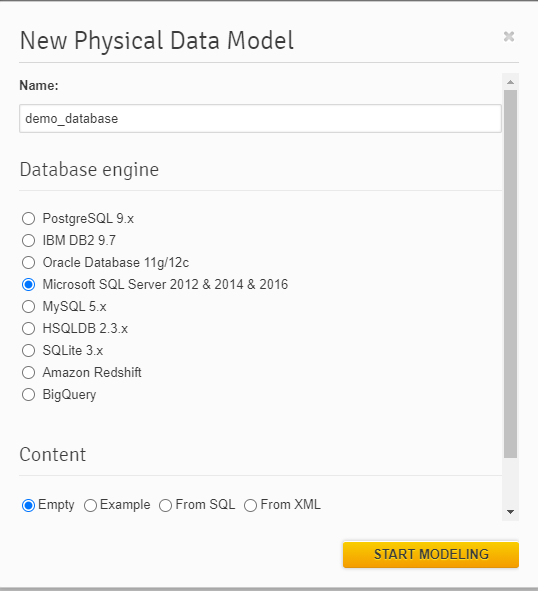 New Physical Data Model
Name:
demo_database
Database engine
PostgreSQL 9.x
IBM DB2 9.7
Oracle Database 11g/12c
Microsoft SQL Server 2012 & 2014 & 2016
MySQL 5.x
HSQLDB 2.3.x
SQLite 3.x
Amazon Redshift
BigQuery
Content
Empty Example From SQL From XML
START MODELING